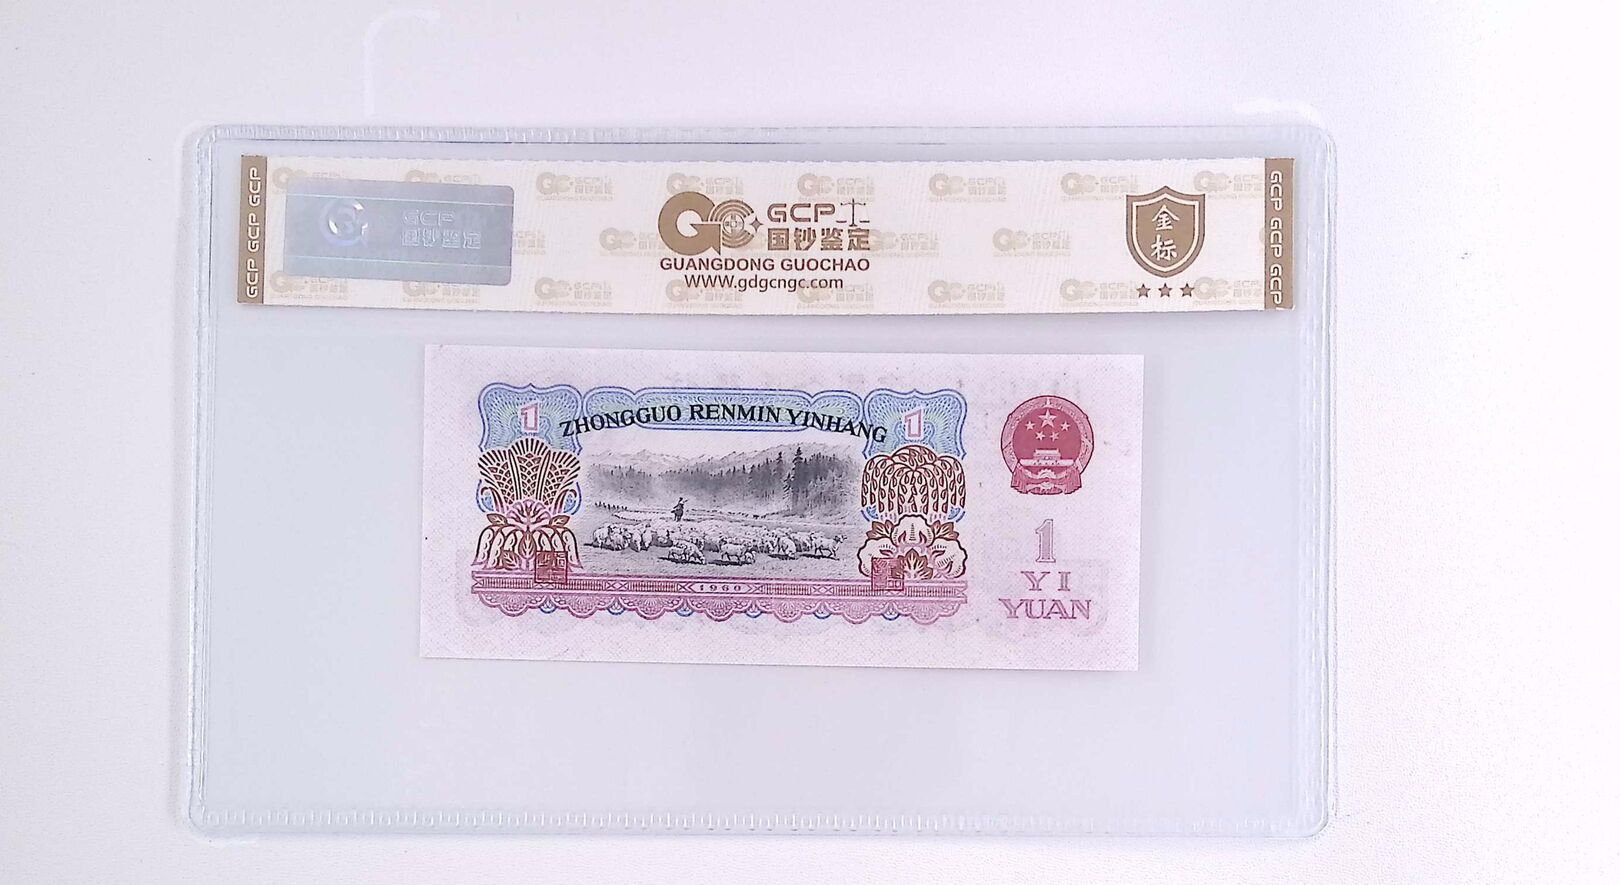 GCP GCP GCP
GCP
国钞鉴定
GCP
国钞鉴定
GUANGDONG GUOCHAO
WWW.gdgcngc.com
金
标
GCP GCP GCP
1
ZHONGGUO RENMIN YINHANG
1
1960
1
YI
YUAN